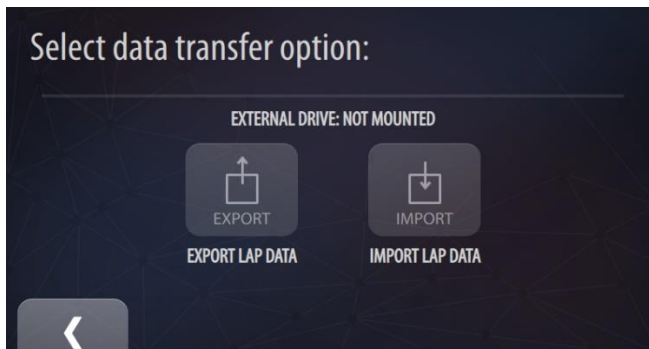 Select data transfer option:
EXTERNAL DRIVE: NOT MOUNTED
EXPORT
IMPORT
EXPORT LAP DATA
IMPORT LAP DATA